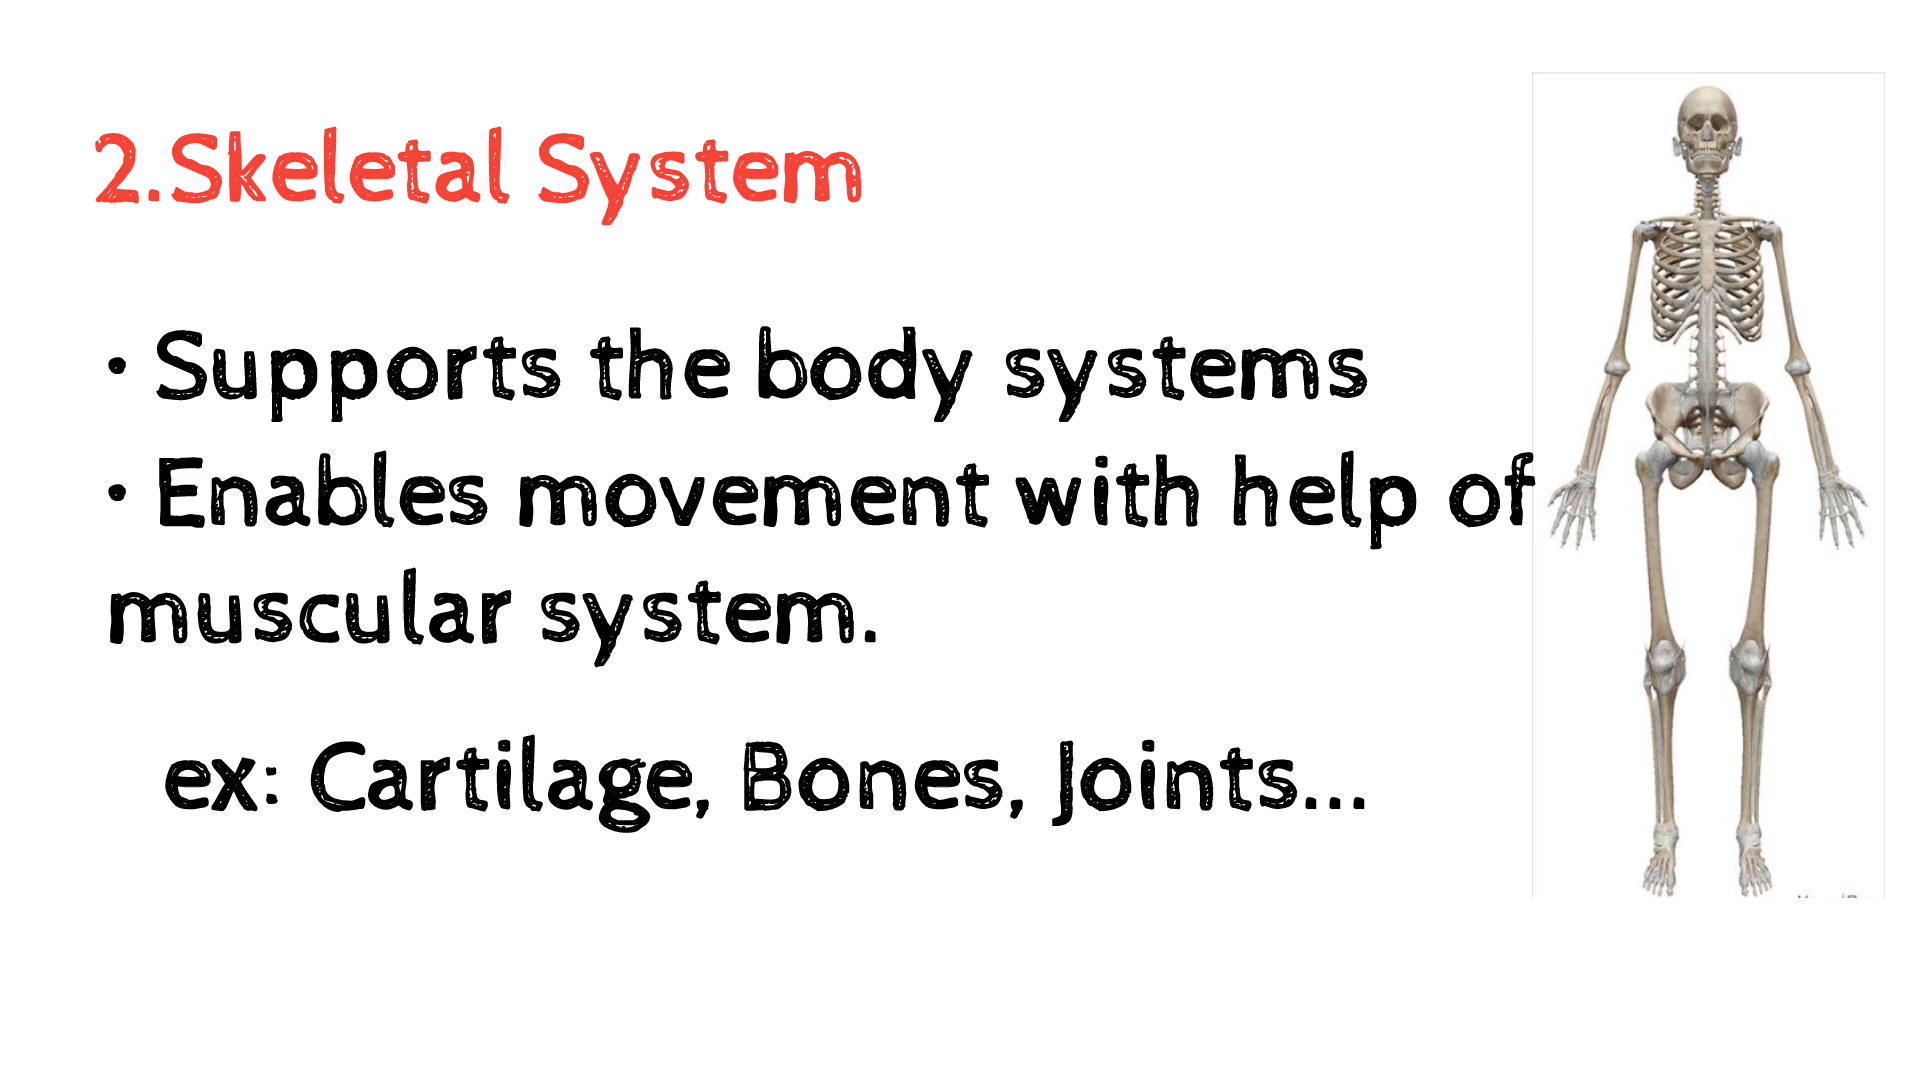 2.Skeletal System
• Supports the body systems
• Enables movement with help of
muscular system.
ex: Cartilage, Bones, Joints...